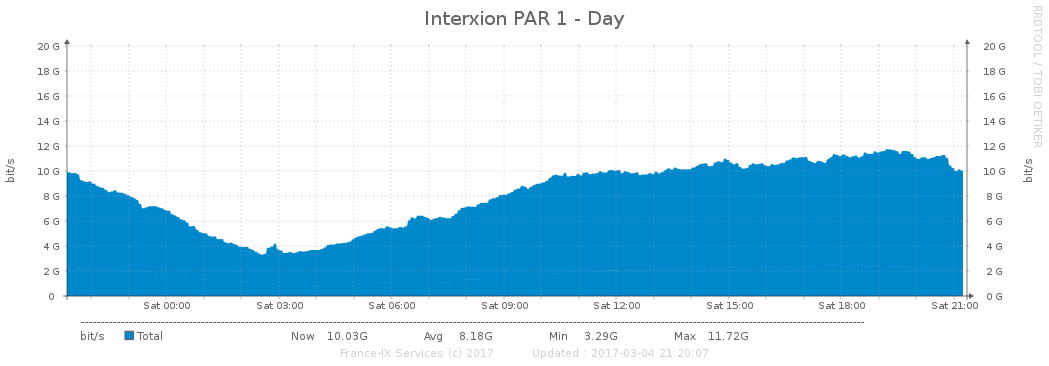 Interxion PAR 1 - Day
RRDTOOL / TOBI OETIKER
bit/s
20 G 20 G
18 G 18 G
16 G 16 G
14 G 14 G
12 G 12 G
10 G 10 G
8 G 8 G
6 G 6 G
4 G 4 G
2 G 2 G
0 0 G
bit/s
Sat 00:00 Sat 03:00 Sat 06:00 Sat 09:00 Sat 12:00 Sat 15:00 Sat 18:00 Sat 21:00
bit/s Total Now 10.03G Avg 8.18G Min 3.29G Max 11.72G
France-IX Services (c) 2017 Updated : 2017-03-04 21:20:07